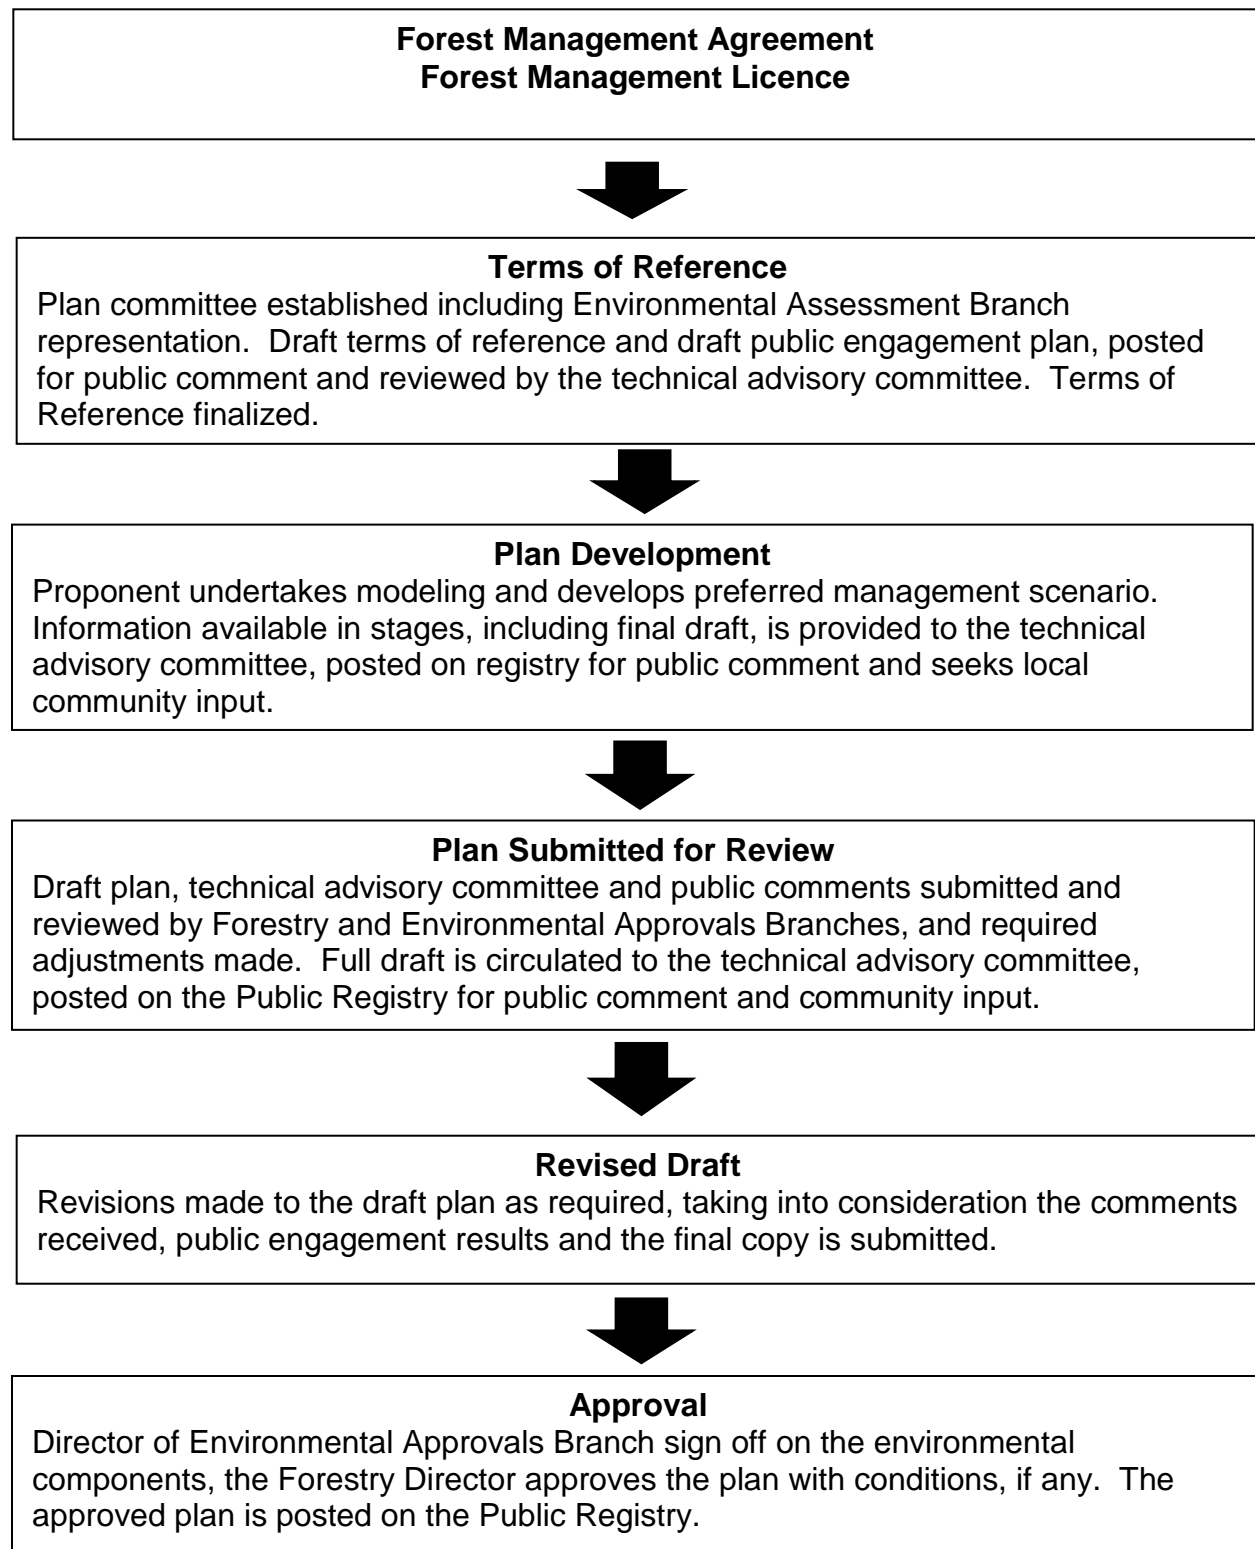 Forest Management Agreement
Forest Management Licence
Terms of Reference
Plan committee established including Environmental Assessment Branch
representation.  Draft terms of reference and draft public engagement plan, posted
for public comment and reviewed by the technical advisory committee.  Terms of
Reference finalized.
Plan Development
Proponent undertakes modeling and develops preferred management scenario.
Information available in stages, including final draft, is provided to the technical
advisory committee, posted on registry for public comment and seeks local
community input.
Plan Submitted for Review
Draft plan, technical advisory committee and public comments submitted and
reviewed by Forestry and Environmental Approvals Branches, and required
adjustments made.  Full draft is circulated to the technical advisory committee,
posted on the Public Registry for public comment and community input.
Revised Draft
Revisions made to the draft plan as required, taking into consideration the comments
received, public engagement results and the final copy is submitted.
Approval
Director of Environmental Approvals Branch sign off on the environmental
components, the Forestry Director approves the plan with conditions, if any.  The
approved plan is posted on the Public Registry.